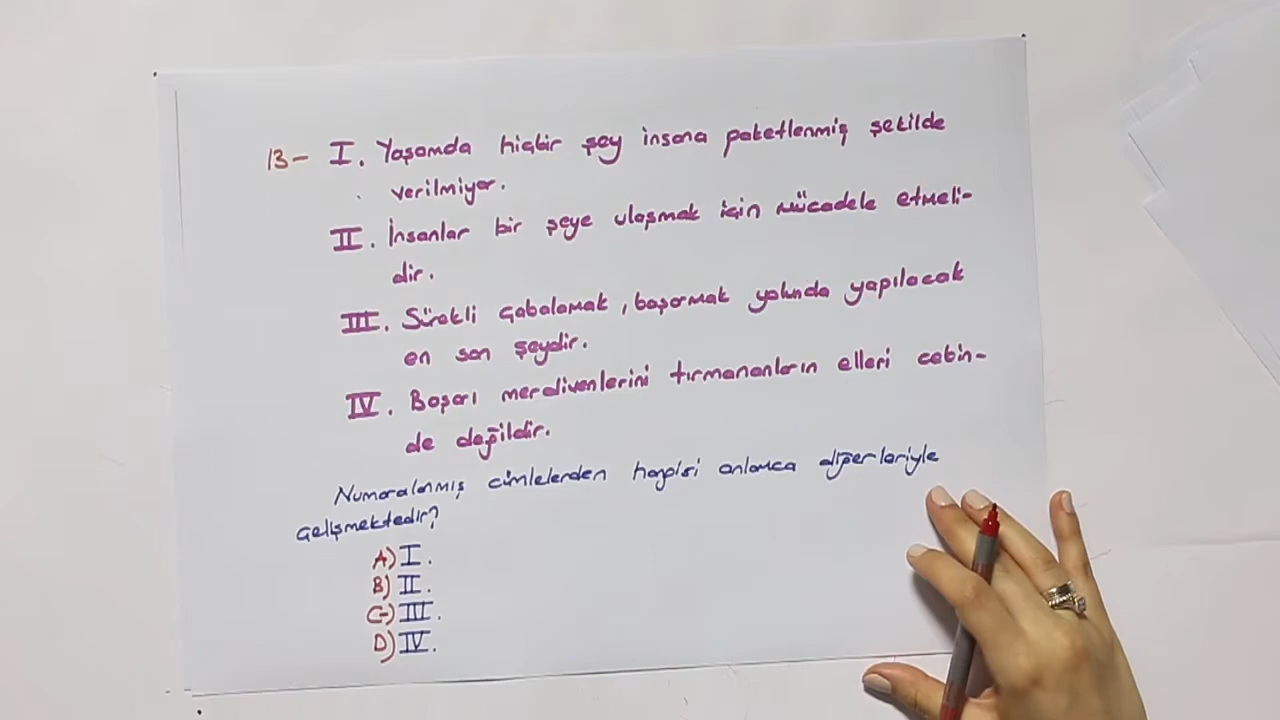 13- I. Yaşamda hiçbir şey insana paketlenmiş şekilde
verilmiyor.
II. İnsanlar bir şeye ulaşmak için mücadele etmeli-
dir.
III. Sürekli çabalamak, başarmak yolunda yapılacak
en son şeydir.
IV. Başarı merdivenlerini tırmananların elleri cebin-
de değildir.
Numaralanmış cümlelerden hangisi anlamca diğerleriyle
çelişmektedir?
A) I.
B) II.
C) III.
D) IV.